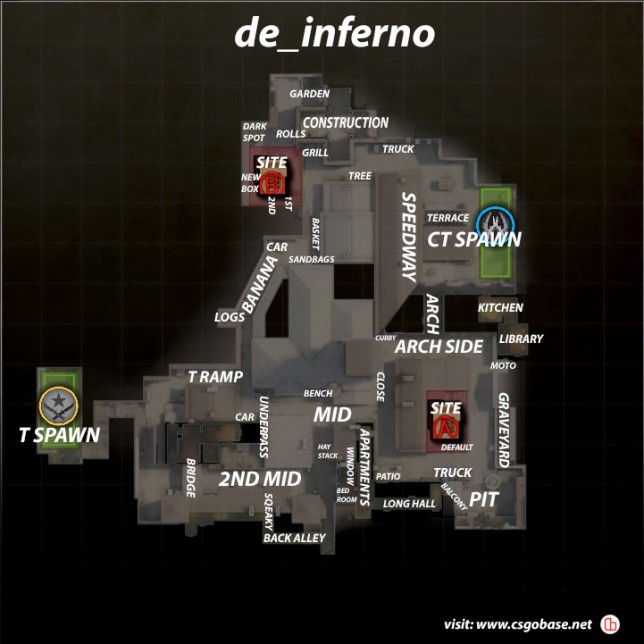 de_inferno
GARDEN
CONSTRUCTION
DARK
SPOT
ROLLS
GRILL
TRUCK
SITE
B
NEW
BOX
2ND
1ST
TREE
SPEEDWAY
TERRACE
CT SPAWN
BASKET
CAR
SANDBAGS
BANANA
LOGS
ARCH
KITCHEN
LIBRARY
CUBBY
ARCH SIDE
MOTO
T RAMP
CLOSE
BENCH
MID
CAR
UNDERPASS
SITE
A
DEFAULT
GRAVEYARD
T SPAWN
HAY
STACK
APARTMENTS
WINDOW
BRIDGE
2ND MID
PATIO
TRUCK
BED
ROOM
LONG HALL
BALCONY
PIT
SQEAKY
BACK ALLEY
visit: www.csgobase.net